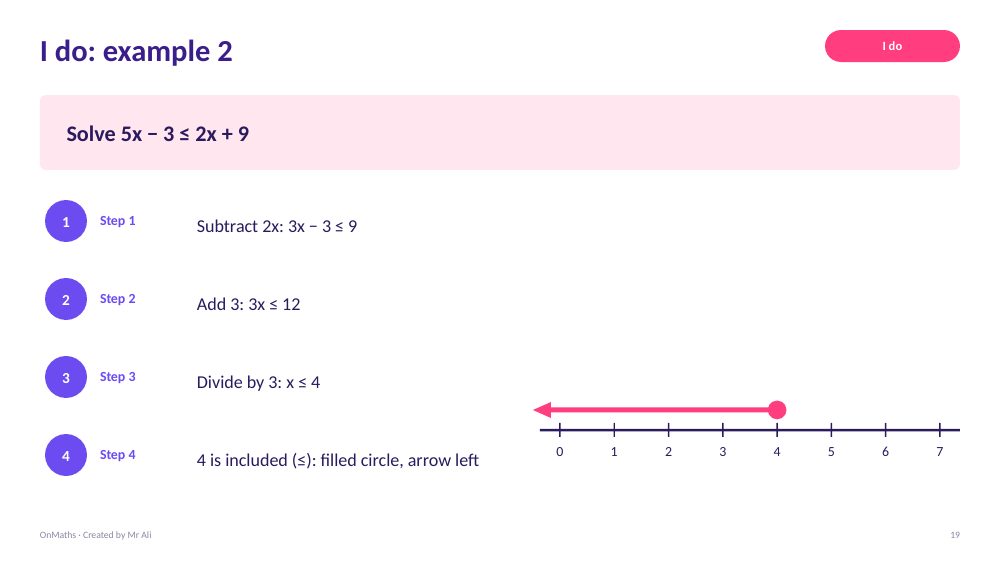 I do: example 2
I do
Solve 5x − 3 ≤ 2x + 9
1 Step 1 Subtract 2x: 3x − 3 ≤ 9
2 Step 2 Add 3: 3x ≤ 12
3 Step 3 Divide by 3: x ≤ 4
4 Step 4 4 is included (≤): filled circle, arrow left
0 1 2 3 4 5 6 7
OnMaths · Created by Mr Ali
19